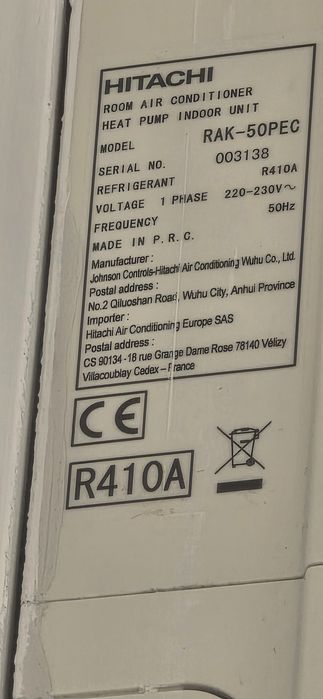 HITACHI
ROOM AIR CONDITIONER
HEAT PUMP INDOOR UNIT
MODEL RAK-50PEC
SERIAL NO. 003138
REFRIGERANT R410A
VOLTAGE 1 PHASE 220-230V~
FREQUENCY 50Hz
MADE IN P.R.C.
Manufacturer :
Johnson Controls-Hitachi Air Conditioning Wuhu Co., Ltd.
Postal address :
No.2 Qiluoshan Road, Wuhu City, Anhui Province
Importer :
Hitachi Air Conditioning Europe SAS
Postal address :
CS 90134 - 18 rue Grange Dame Rose 78140 Vélizy
Villacoublay Cedex – France
CE
R410A